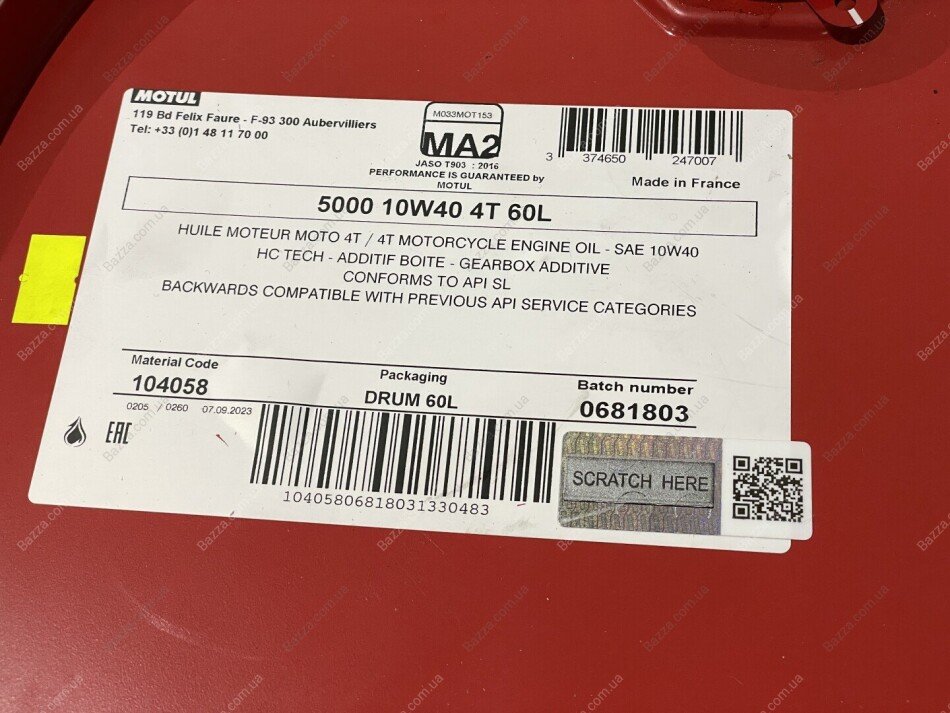 MOTUL
119 Bd Felix Faure - F-93 300 Aubervilliers
Tel: +33 (0)1 48 11 70 00
M033MOT153
MA2
JASO T903 : 2016
PERFORMANCE IS GUARANTEED by
MOTUL
3 374650 247007
Made in France
5000 10W40 4T 60L
HUILE MOTEUR MOTO 4T / 4T MOTORCYCLE ENGINE OIL - SAE 10W40
HC TECH - ADDITIF BOITE - GEARBOX ADDITIVE
CONFORMS TO API SL
BACKWARDS COMPATIBLE WITH PREVIOUS API SERVICE CATEGORIES
Material Code
104058
Packaging
DRUM 60L
Batch number
0681803
0205 / 0260 07.09.2023
EAC
10405806818031330483
SCRATCH HERE
Bazza.com.ua